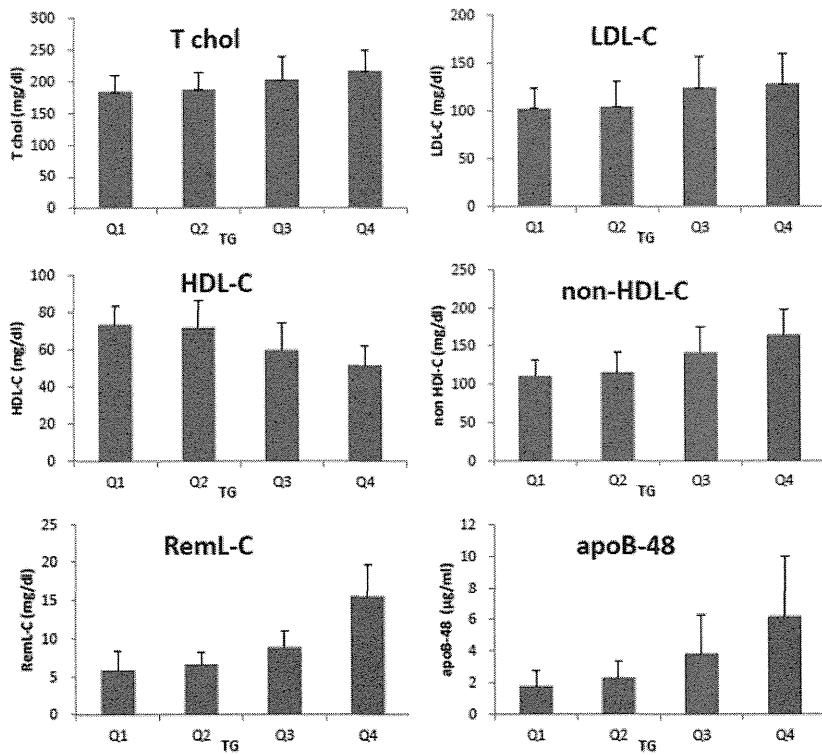 T chol
T chol (mg/dl)
300
250
200
150
100
50
0
Q1 Q2 Q3 Q4
TG
LDL-C
LDL-C (mg/dl)
200
150
100
50
0
Q1 Q2 Q3 Q4
TG
HDL-C
HDL-C (mg/dl)
100
80
60
40
20
0
Q1 Q2 Q3 Q4
TG
non-HDL-C
non HDl-C (mg/dl)
250
200
150
100
50
0
Q1 Q2 Q3 Q4
TG
RemL-C
RemL-C (mg/dl)
25
20
15
10
5
0
Q1 Q2 Q3 Q4
TG
apoB-48
apoB-48 (μg/ml)
12
10
8
6
4
2
0
Q1 Q2 Q3 Q4
TG